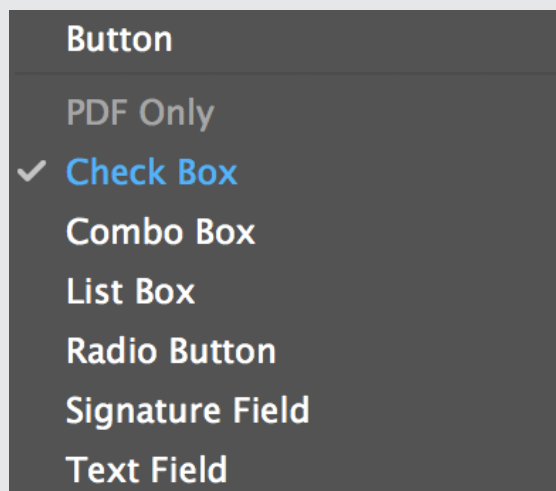 Button
PDF Only
Check Box
Combo Box
List Box
Radio Button
Signature Field
Text Field